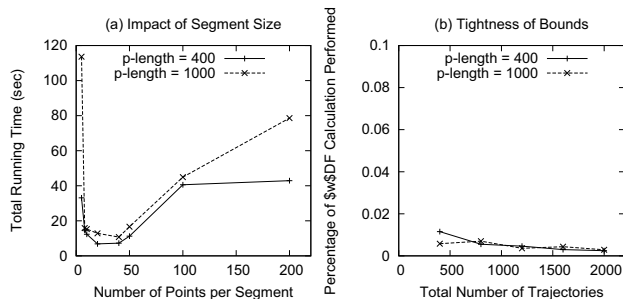 (a) Impact of Segment Size
120
100
80
60
40
20
0
Total Running Time (sec)
p-length = 400
p-length = 1000
0 50 100 150 200
Number of Points per Segment
(b) Tightness of Bounds
0.1
0.08
0.06
0.04
0.02
0
Percentage of $w$DF Calculation Performed
p-length = 400
p-length = 1000
0 500 1000 1500 2000
Total Number of Trajectories